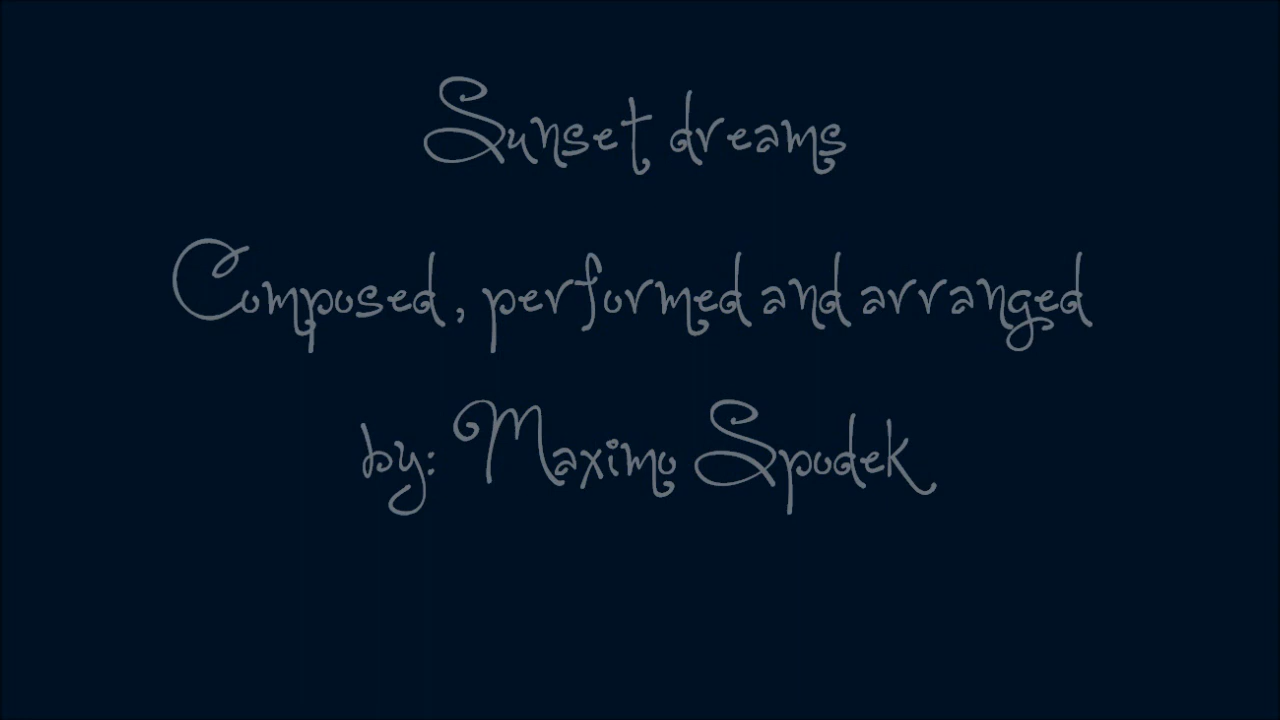 Sunset dreams
Composed, performed and arranged
by: Maximo Spodek